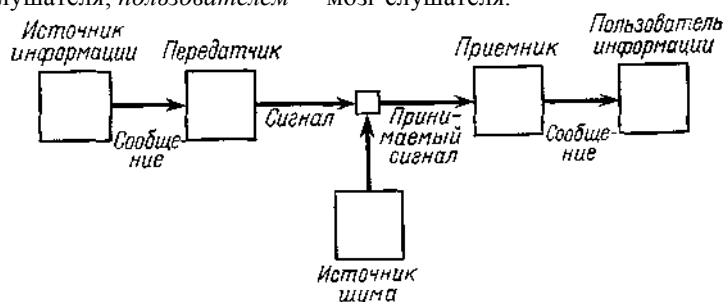 слушателя, пользователем — мозг слушателя.
Источник
информации
Передатчик
Приемник
Пользователь
информации
Сообще-
ние
Сигнал
Прини-
маемый
сигнал
Сообще-
ние
Источник
шума